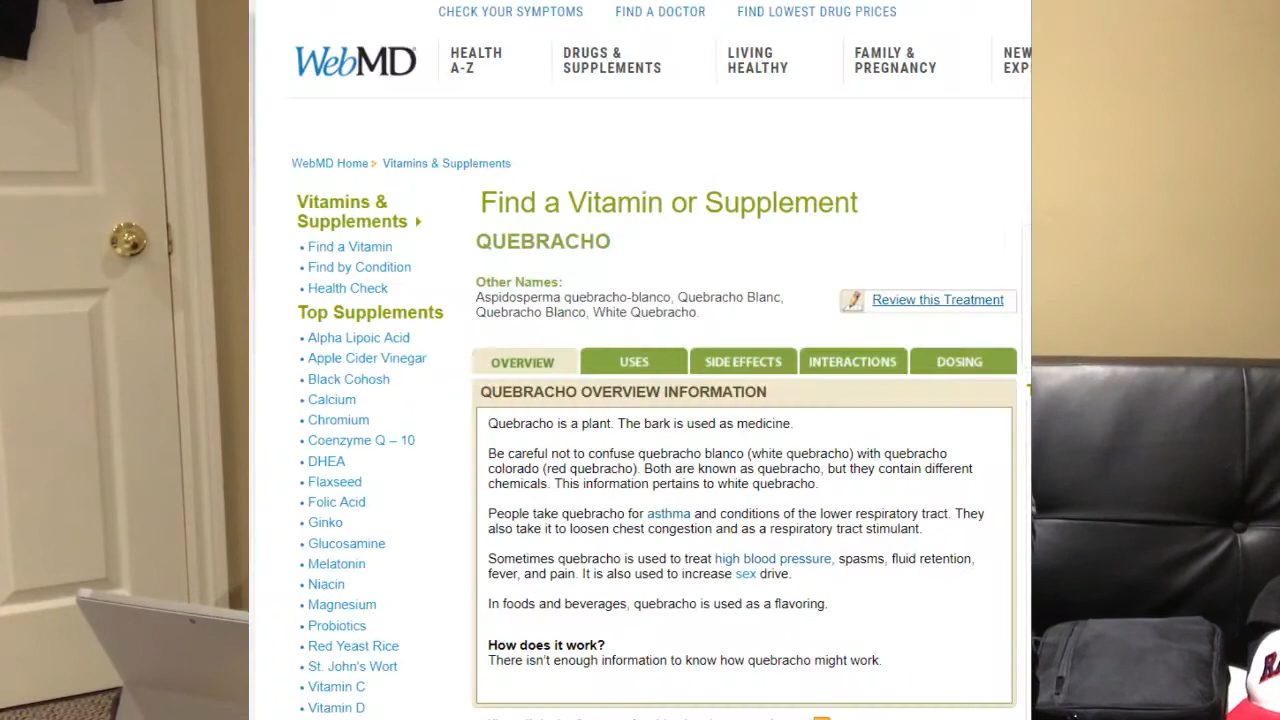 CHECK YOUR SYMPTOMS FIND A DOCTOR FIND LOWEST DRUG PRICES
WebMD
HEALTH A-Z
DRUGS & SUPPLEMENTS
LIVING HEALTHY
FAMILY & PREGNANCY
NEW
EXP
WebMD Home > Vitamins & Supplements
Vitamins &
Supplements
• Find a Vitamin
• Find by Condition
• Health Check
Top Supplements
• Alpha Lipoic Acid
• Apple Cider Vinegar
• Black Cohosh
• Calcium
• Chromium
• Coenzyme Q – 10
• DHEA
• Flaxseed
• Folic Acid
• Ginko
• Glucosamine
• Melatonin
• Niacin
• Magnesium
• Probiotics
• Red Yeast Rice
• St. John's Wort
• Vitamin C
• Vitamin D
Find a Vitamin or Supplement
QUEBRACHO
Other Names:
Aspidosperma quebracho-blanco, Quebracho Blanc,
Quebracho Blanco, White Quebracho.
Review this Treatment
OVERVIEW USES SIDE EFFECTS INTERACTIONS DOSING
QUEBRACHO OVERVIEW INFORMATION
Quebracho is a plant. The bark is used as medicine.
Be careful not to confuse quebracho blanco (white quebracho) with quebracho
colorado (red quebracho). Both are known as quebracho, but they contain different
chemicals. This information pertains to white quebracho.
People take quebracho for asthma and conditions of the lower respiratory tract. They
also take it to loosen chest congestion and as a respiratory tract stimulant.
Sometimes quebracho is used to treat high blood pressure, spasms, fluid retention,
fever, and pain. It is also used to increase sex drive.
In foods and beverages, quebracho is used as a flavoring.
How does it work?
There isn't enough information to know how quebracho might work.